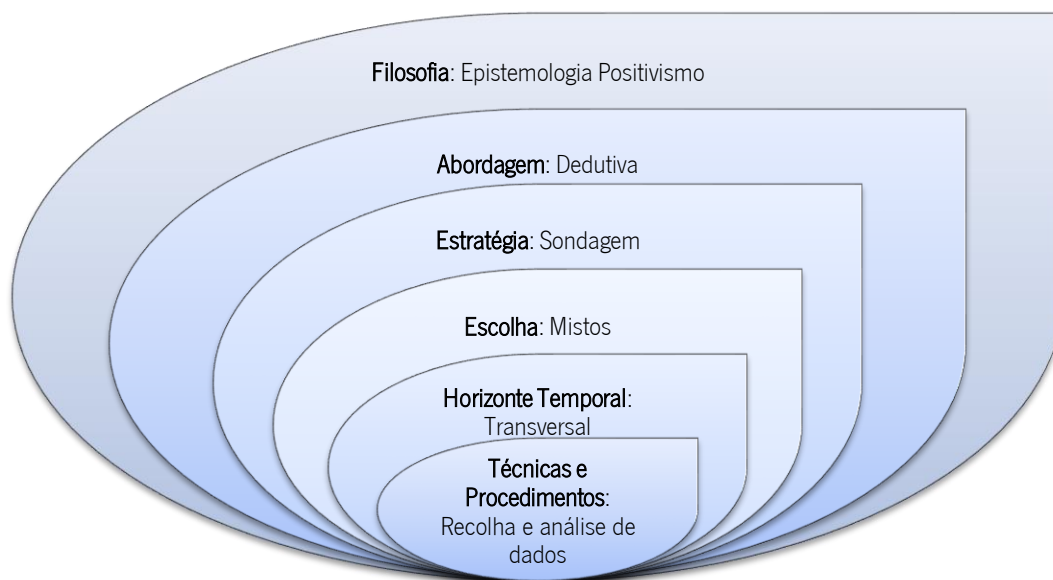 Filosofia: Epistemologia Positivismo
Abordagem: Dedutiva
Estratégia: Sondagem
Escolha: Mistos
Horizonte Temporal:
Transversal
Técnicas e
Procedimentos:
Recolha e análise de
dados